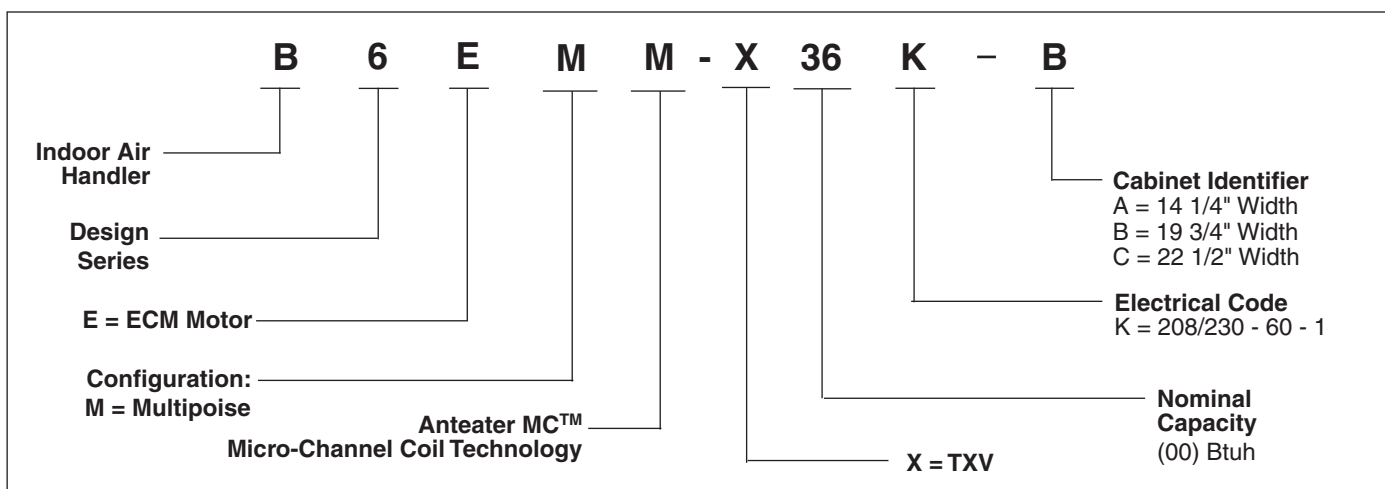 B 6 E M M - X 36 K – B
Indoor Air
Handler
Design
Series
E = ECM Motor
Configuration:
M = Multipoise
Anteater MC™
Micro-Channel Coil Technology
X = TXV
Nominal
Capacity
(00) Btuh
Electrical Code
K = 208/230 - 60 - 1
Cabinet Identifier
A = 14 1/4" Width
B = 19 3/4" Width
C = 22 1/2" Width